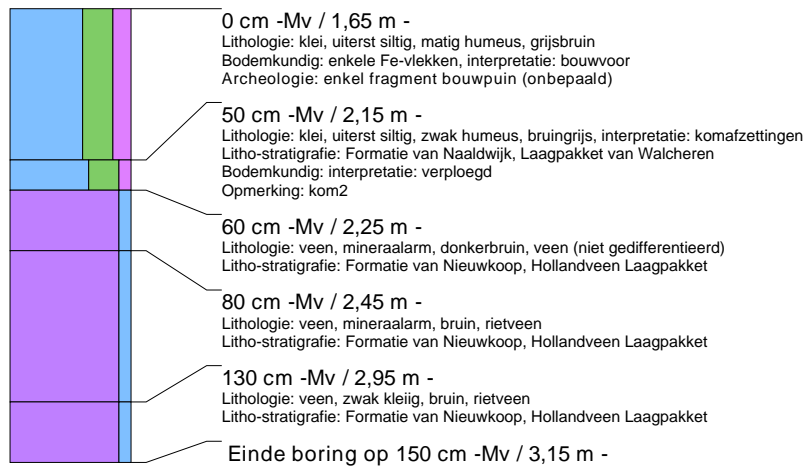 0 cm -Mv / 1,65 m -
Lithologie: klei, uiterst siltig, matig humeus, grijsbruin
Bodemkundig: enkele Fe-vlekken, interpretatie: bouwvoor
Archeologie: enkel fragment bouwpuin (onbepaald)
50 cm -Mv / 2,15 m -
Lithologie: klei, uiterst siltig, zwak humeus, bruingrijs, interpretatie: komafzettingen
Litho-stratigrafie: Formatie van Naaldwijk, Laagpakket van Walcheren
Bodemkundig: interpretatie: verploegd
Opmerking: kom2
60 cm -Mv / 2,25 m -
Lithologie: veen, mineraalarm, donkerbruin, veen (niet gedifferentieerd)
Litho-stratigrafie: Formatie van Nieuwkoop, Hollandveen Laagpakket
80 cm -Mv / 2,45 m -
Lithologie: veen, mineraalarm, bruin, rietveen
Litho-stratigrafie: Formatie van Nieuwkoop, Hollandveen Laagpakket
130 cm -Mv / 2,95 m -
Lithologie: veen, zwak kleiig, bruin, rietveen
Litho-stratigrafie: Formatie van Nieuwkoop, Hollandveen Laagpakket
Einde boring op 150 cm -Mv / 3,15 m -